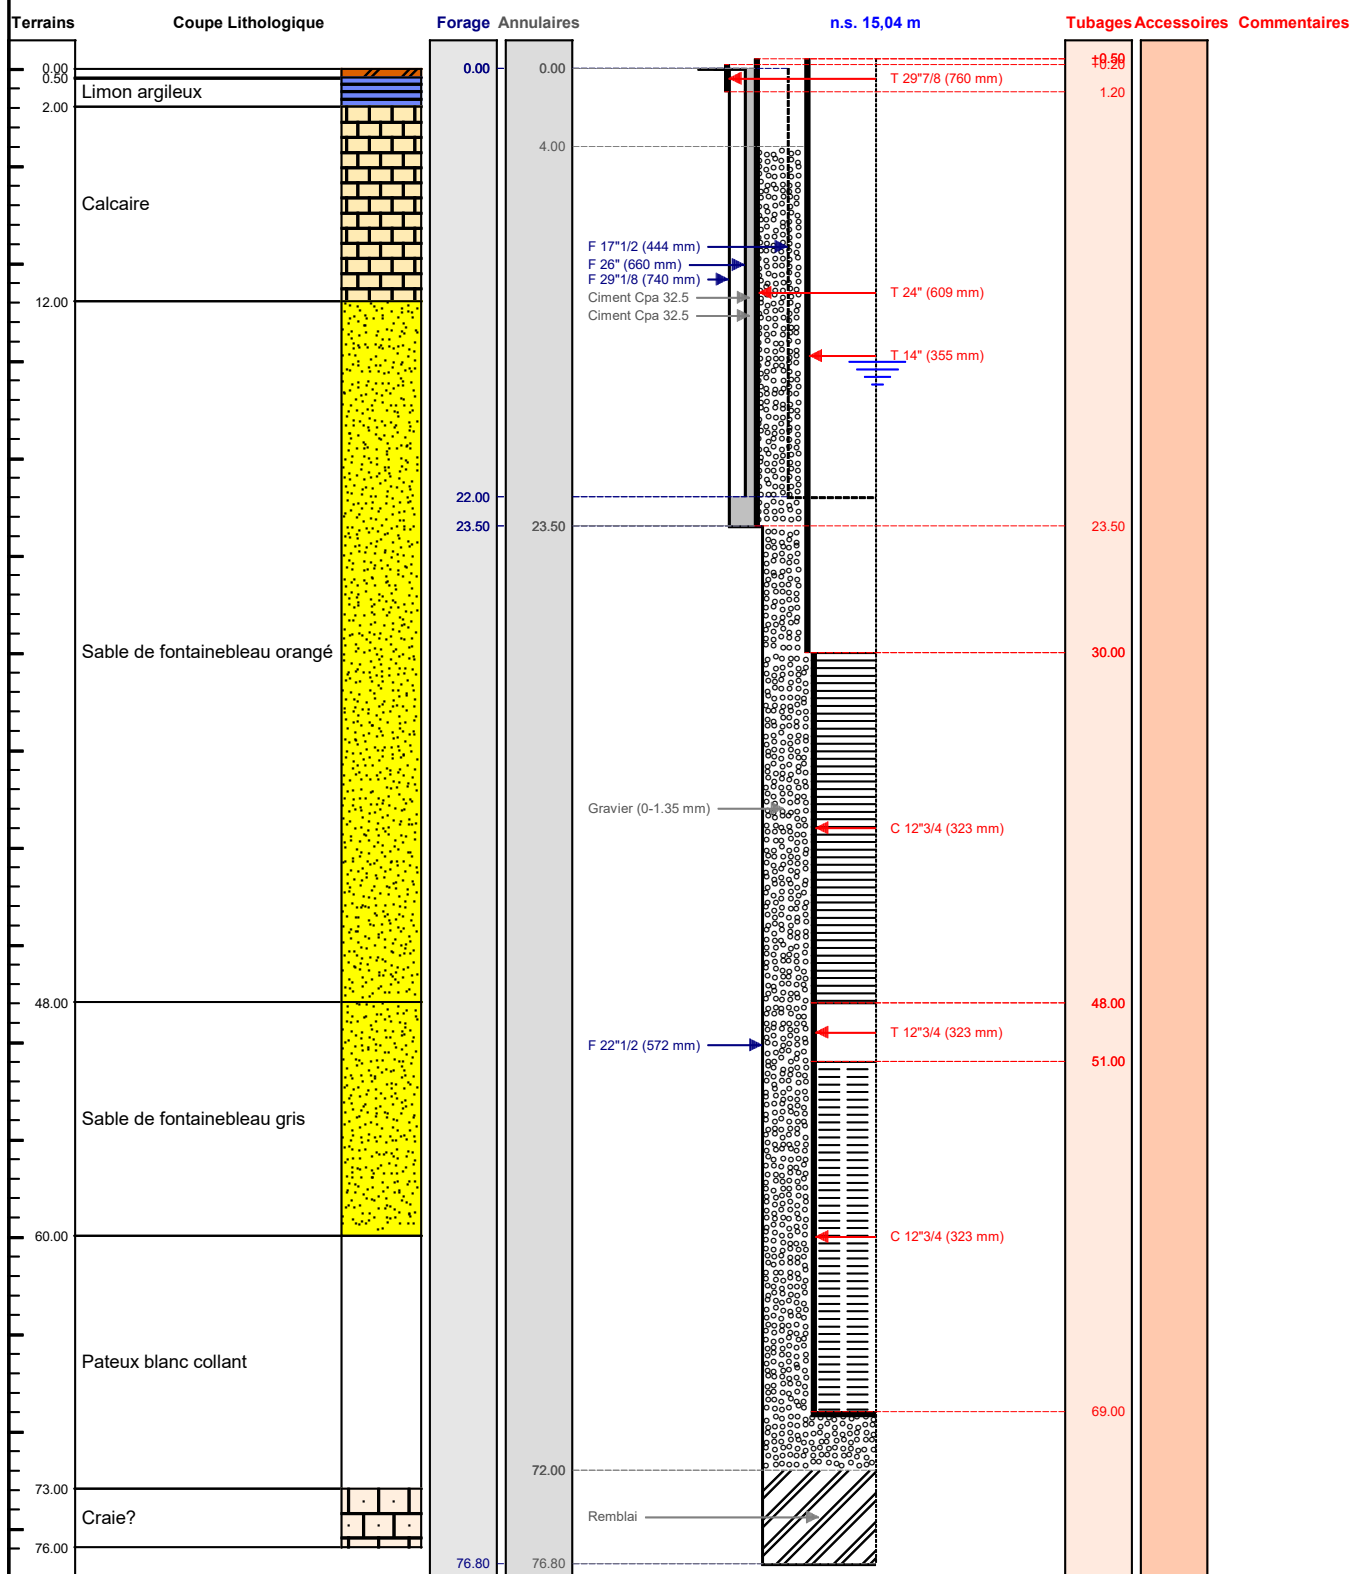 Terrains Coupe Lithologique Forage Annulaires n.s. 15,04 m Tubages Accessoires Commentaires
+0.50
+0.20
0.00 0.00 0.00
0.50 T 29"7/8 (760 mm)
Limon argileux 1.20
2.00
4.00
Calcaire
F 17"1/2 (444 mm)
F 26" (660 mm)
F 29"1/8 (740 mm)
T 24" (609 mm)
Ciment Cpa 32.5
12.00
Ciment Cpa 32.5
T 14" (355 mm)
22.00
23.50 23.50 23.50
Sable de fontainebleau orangé 30.00
Gravier (0-1.35 mm)
C 12"3/4 (323 mm)
48.00 48.00
T 12"3/4 (323 mm)
F 22"1/2 (572 mm)
51.00
Sable de fontainebleau gris
60.00 C 12"3/4 (323 mm)
Pateux blanc collant
69.00
72.00
73.00
Craie? Remblai
76.00
76.80 76.80